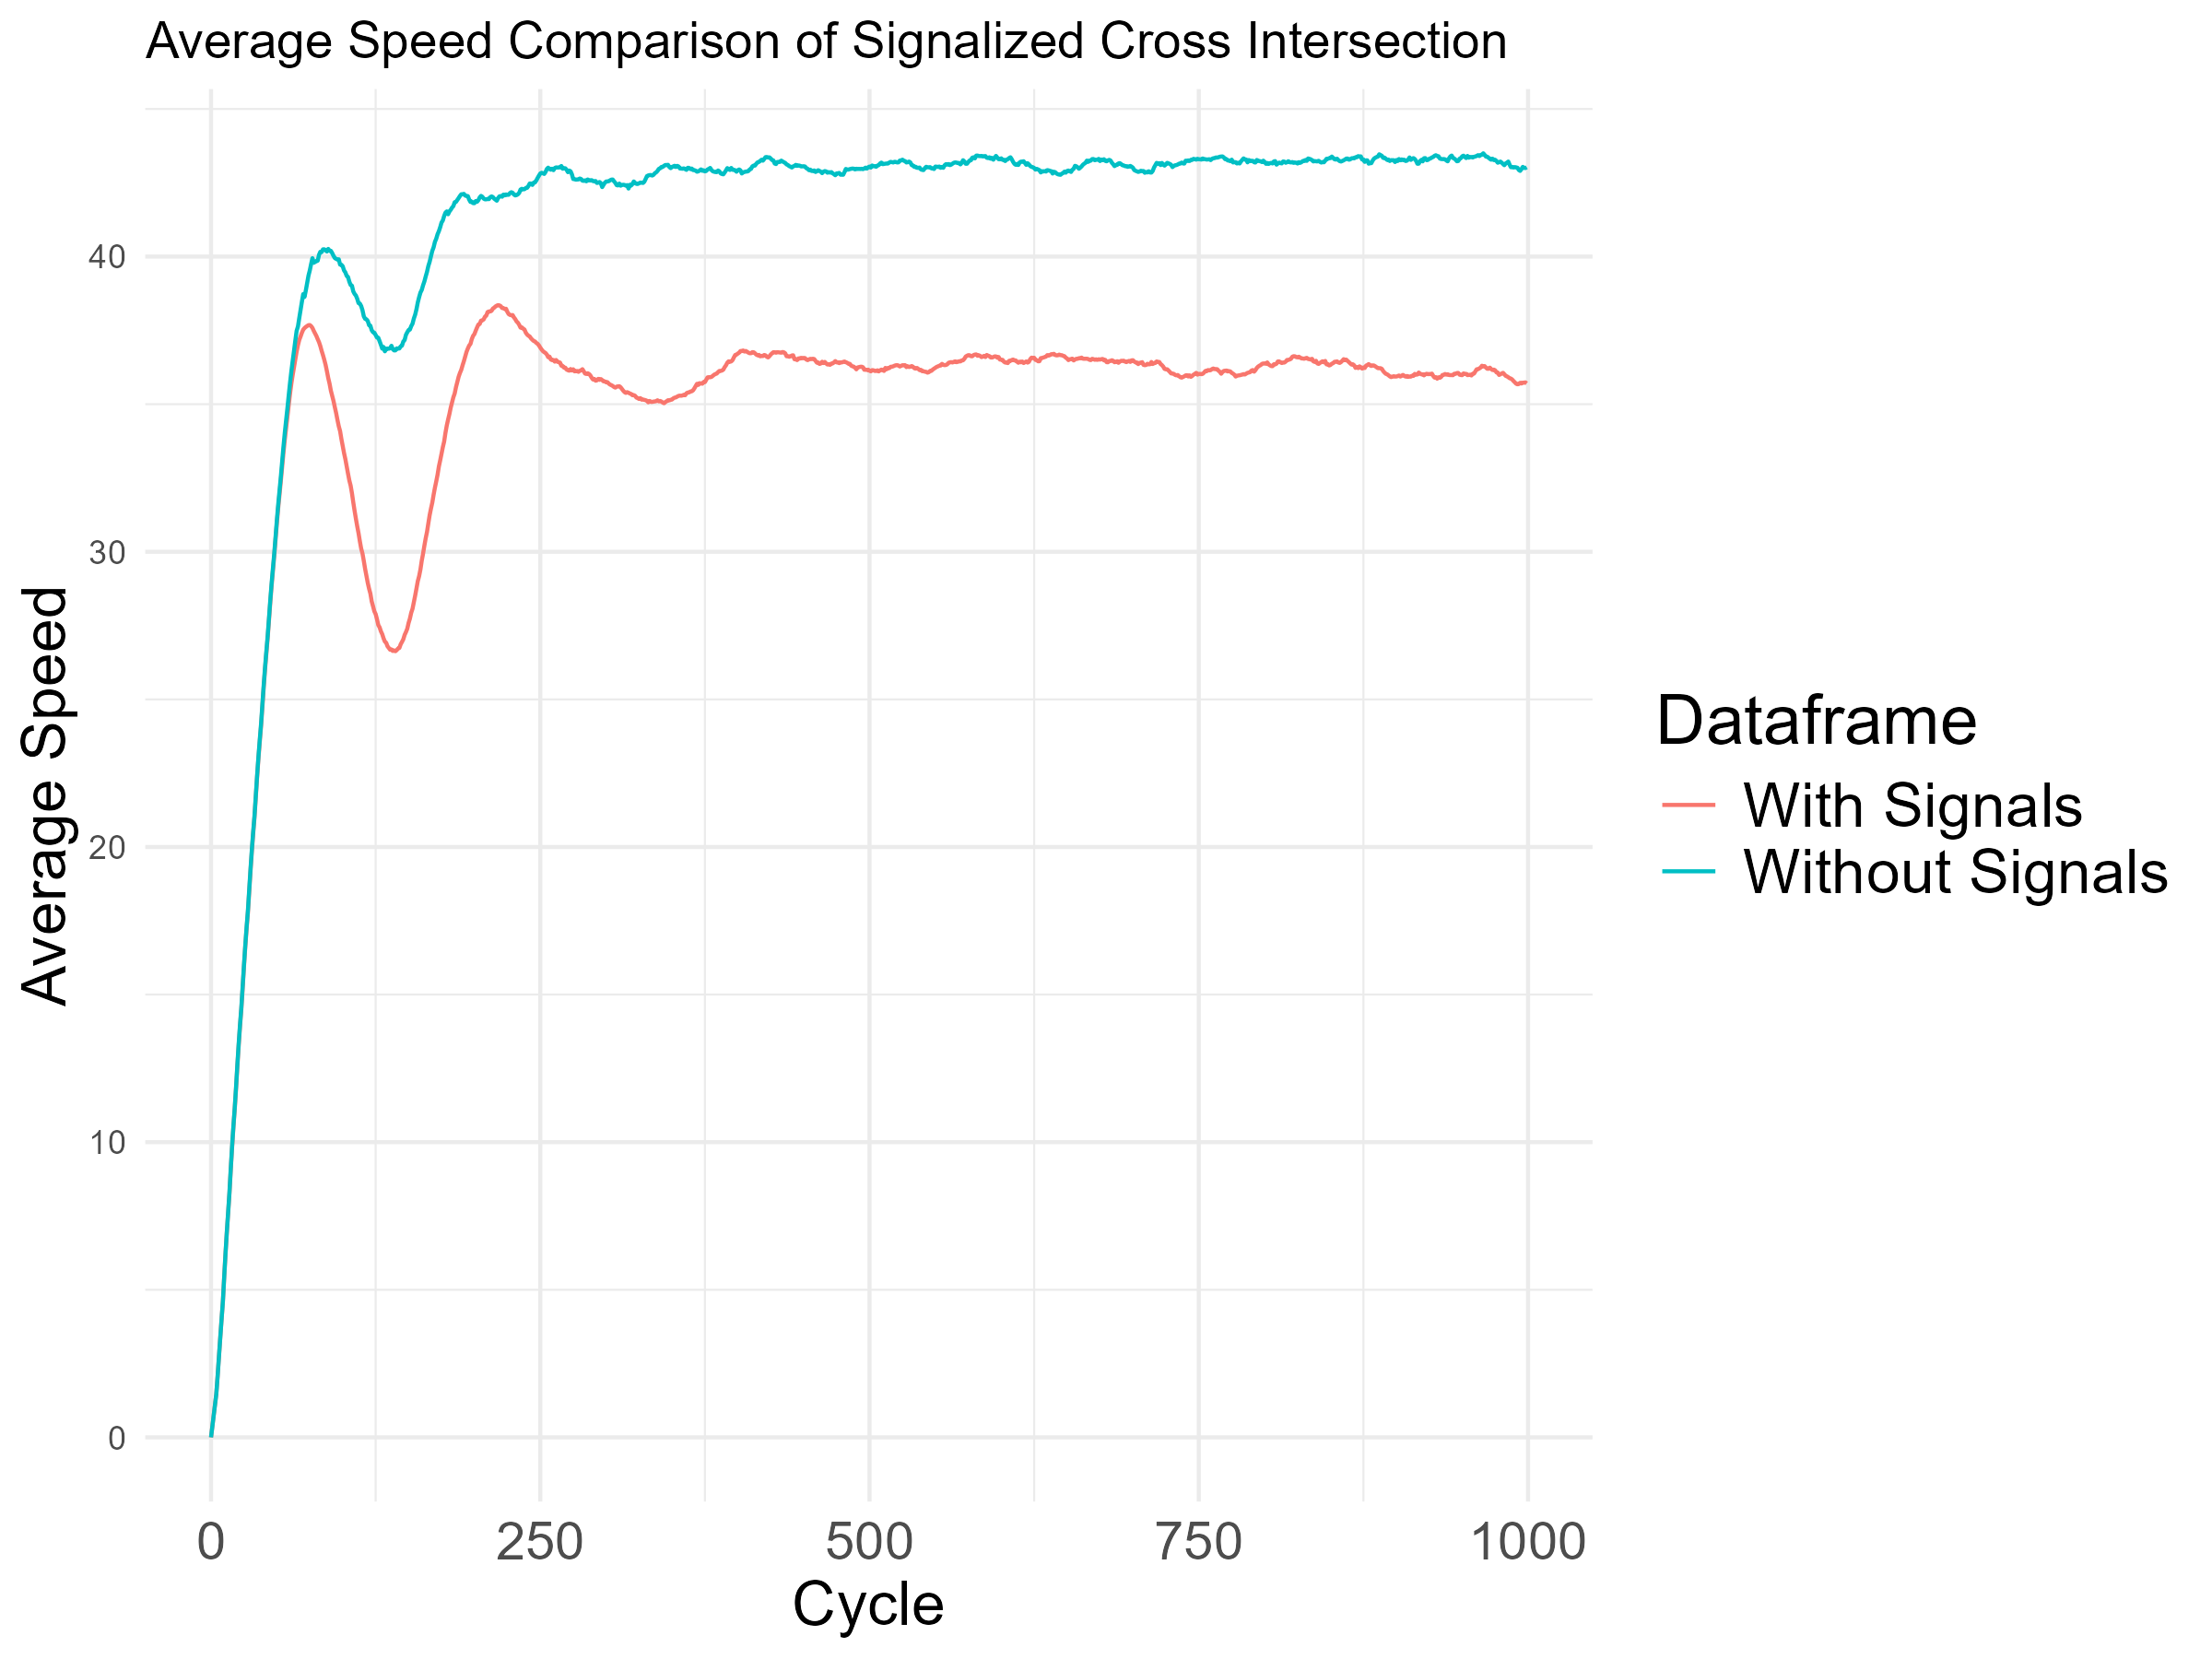 Average Speed Comparison of Signalized Cross Intersection
Average Speed
40
30
20
10
0
0 250 500 750 1000
Cycle
Dataframe
With Signals
Without Signals